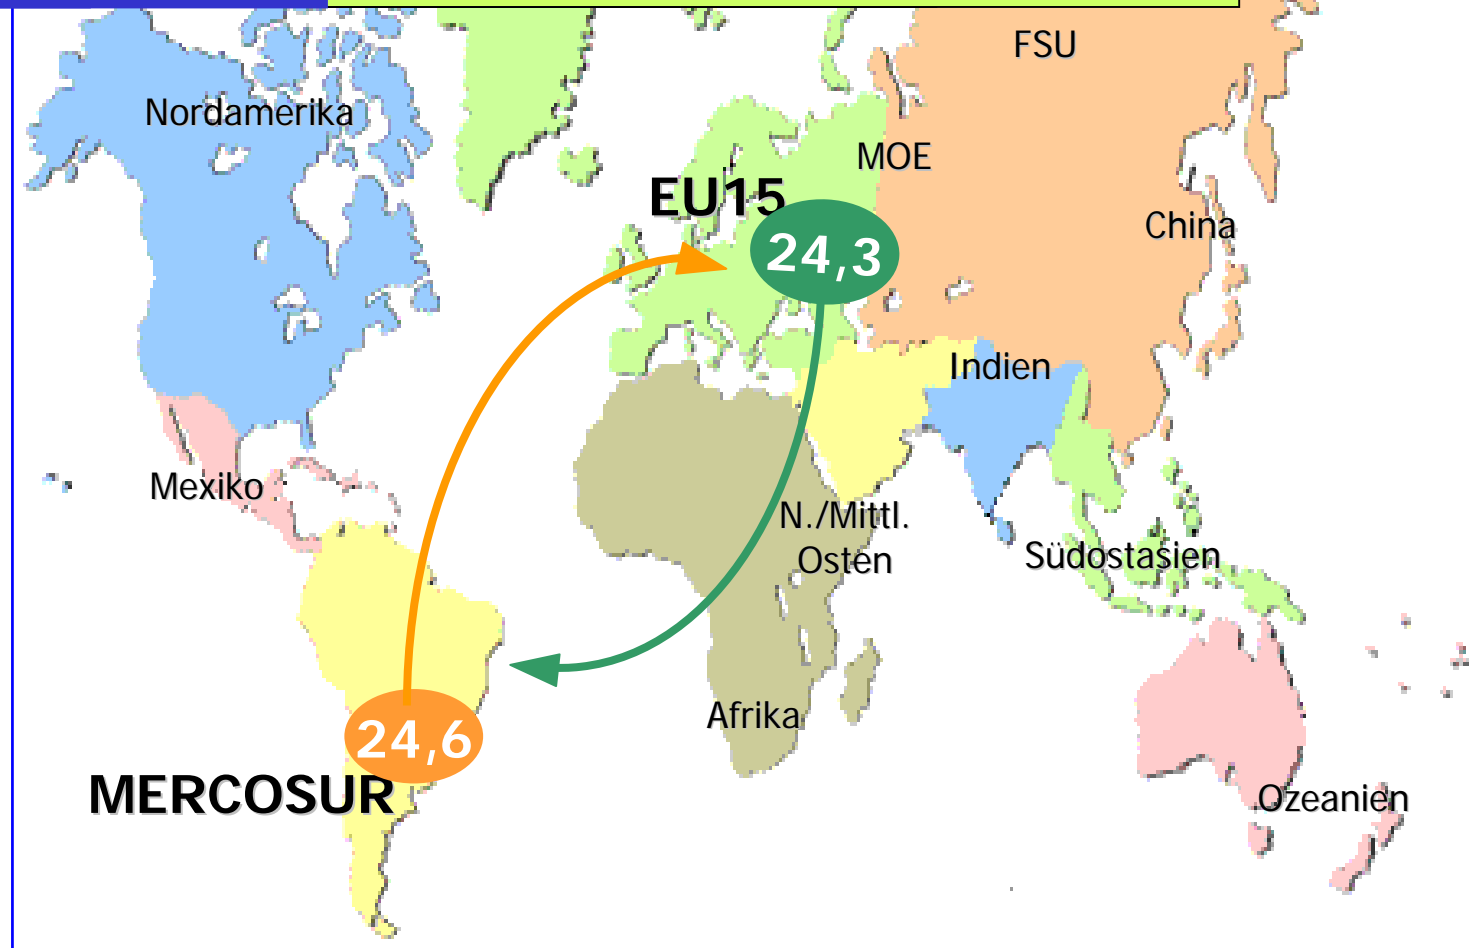 FSU
Nordamerika
MOE
EU15
China
24,3
Indien
Mexiko
N./Mittl.
Osten
Südostasien
Afrika
24,6
MERCOSUR
Ozeanien